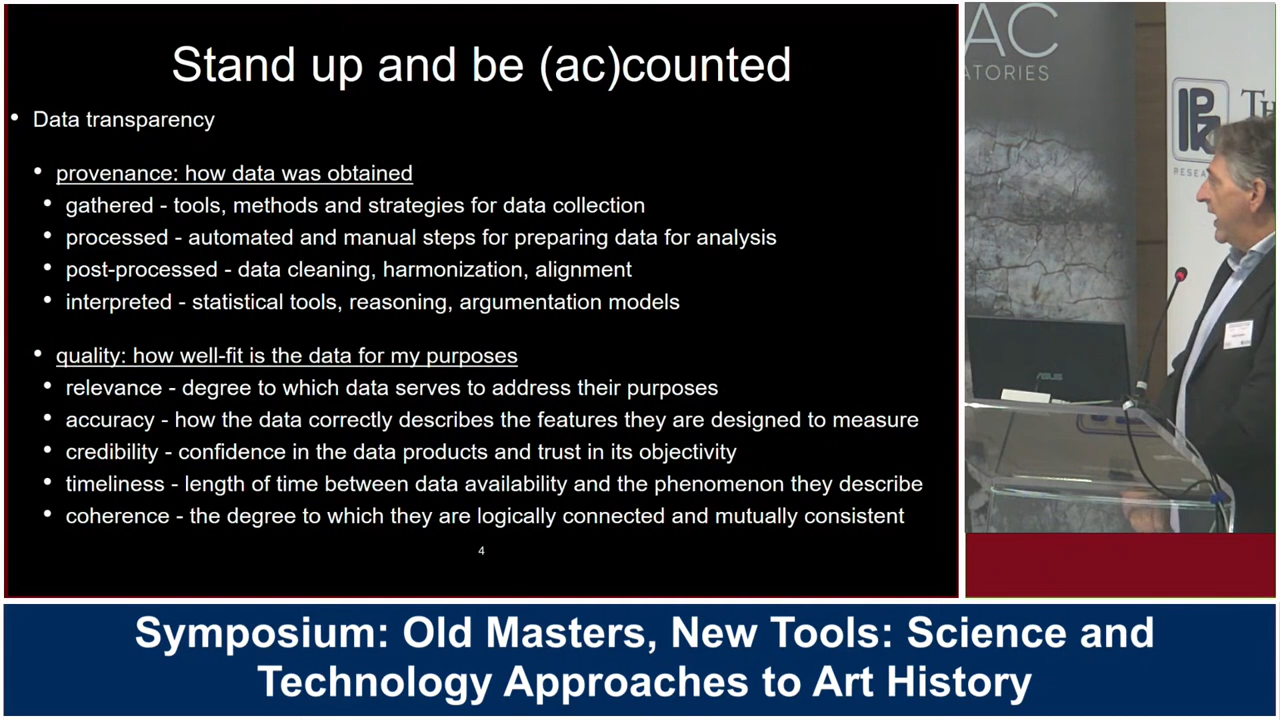 Stand up and be (ac)counted
• Data transparency
• provenance: how data was obtained
• gathered - tools, methods and strategies for data collection
• processed - automated and manual steps for preparing data for analysis
• post-processed - data cleaning, harmonization, alignment
• interpreted - statistical tools, reasoning, argumentation models
• quality: how well-fit is the data for my purposes
• relevance - degree to which data serves to address their purposes
• accuracy - how the data correctly describes the features they are designed to measure
• credibility - confidence in the data products and trust in its objectivity
• timeliness - length of time between data availability and the phenomenon they describe
• coherence - the degree to which they are logically connected and mutually consistent
4
AC
ATORIES
TH
RESEA
ASUS
Symposium: Old Masters, New Tools: Science and
Technology Approaches to Art History